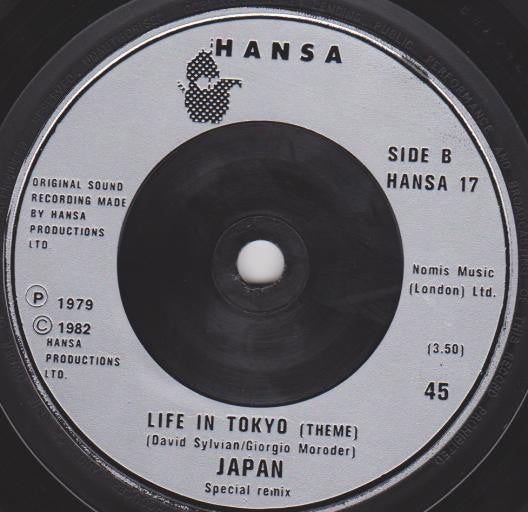 HANSA
SIDE B
HANSA 17
ORIGINAL SOUND
RECORDING MADE
BY HANSA
PRODUCTIONS
LTD
Ⓟ 1979
© 1982
HANSA
PRODUCTIONS
LTD.
Nomis Music
(London) Ltd.
(3.50)
45
LIFE IN TOKYO (THEME)
(David Sylvian/Giorgio Moroder)
JAPAN
Special remix